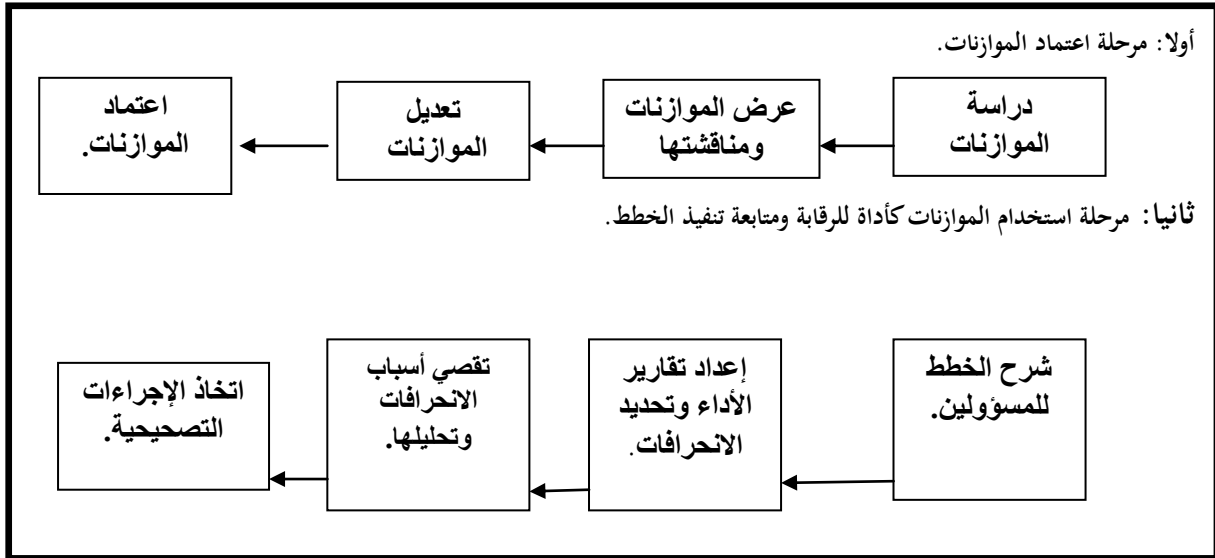 أولا: مرحلة اعتماد الموازنات.
دراسة
الموازنات
عرض الموازنات
ومناقشتها
تعديل
الموازنات
اعتماد
الموازنات.
ثانيا: مرحلة استخدام الموازنات كأداة للرقابة ومتابعة تنفيذ الخطط.
شرح الخطط
للمسؤولين.
إعداد تقارير
الأداء وتحديد
الانحرافات.
تقصي أسباب
الانحرافات
وتحليلها.
اتخاذ الإجراءات
التصحيحية.